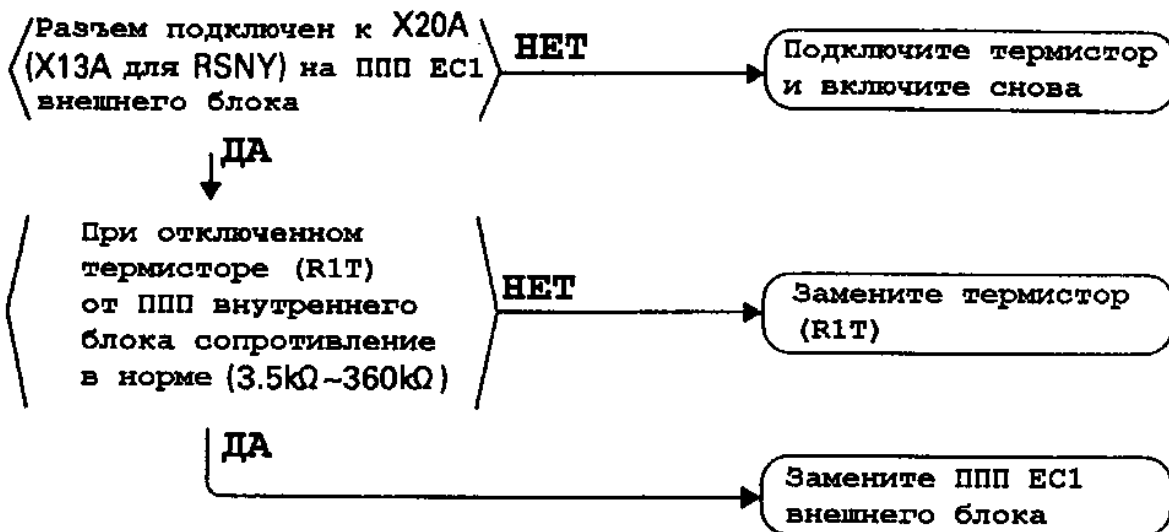 Разъем подключен к X20A
(X13A для RSNY) на ППП EC1
внешнего блока
НЕТ
Подключите термистор
и включите снова
ДА
При отключенном
термисторе (R1T)
от ППП внутреннего
блока сопротивление
в норме (3.5kΩ~360kΩ)
НЕТ
Замените термистор
(R1T)
ДА
Замените ППП EC1
внешнего блока